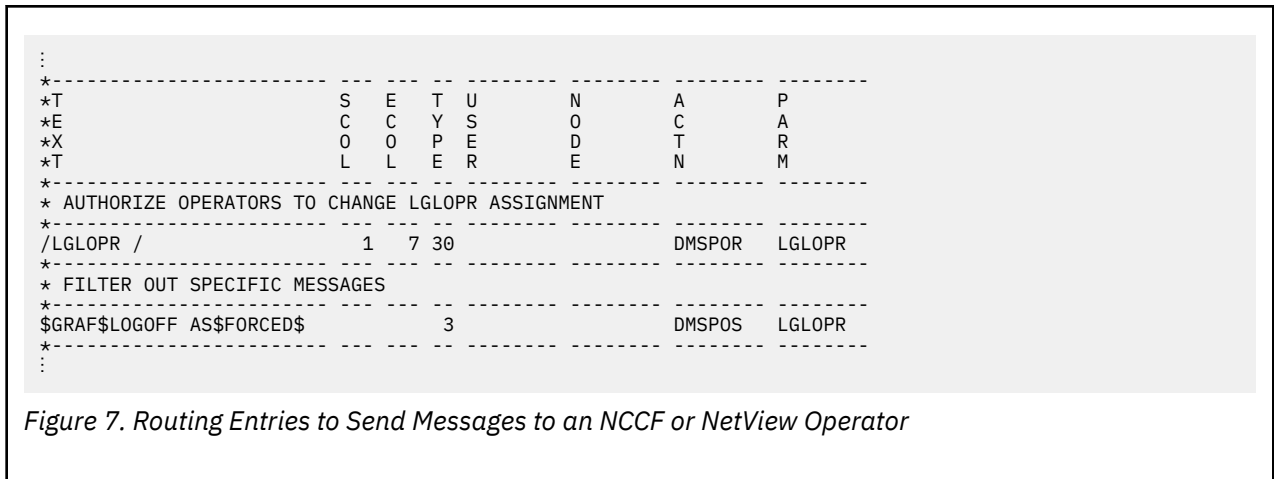 ⋮
*----------------------- --- --- -- -------- -------- -------- --------
*T                       S   E   T  U        N        A        P
*E                       C   C   Y  S        O        C        A
*X                       O   O   P  E        D        T        R
*T                       L   L   E  R        E        N        M
*----------------------- --- --- -- -------- -------- -------- --------
* AUTHORIZE OPERATORS TO CHANGE LGLOPR ASSIGNMENT
*----------------------- --- --- -- -------- -------- -------- --------
/LGLOPR /                  1   7 30                   DMSPOR   LGLOPR
*----------------------- --- --- -- -------- -------- -------- --------
* FILTER OUT SPECIFIC MESSAGES
*----------------------- --- --- -- -------- -------- -------- --------
$GRAF$LOGOFF AS$FORCED$           3                   DMSPOS   LGLOPR
*----------------------- --- --- -- -------- -------- -------- --------
⋮
Figure 7. Routing Entries to Send Messages to an NCCF or NetView Operator